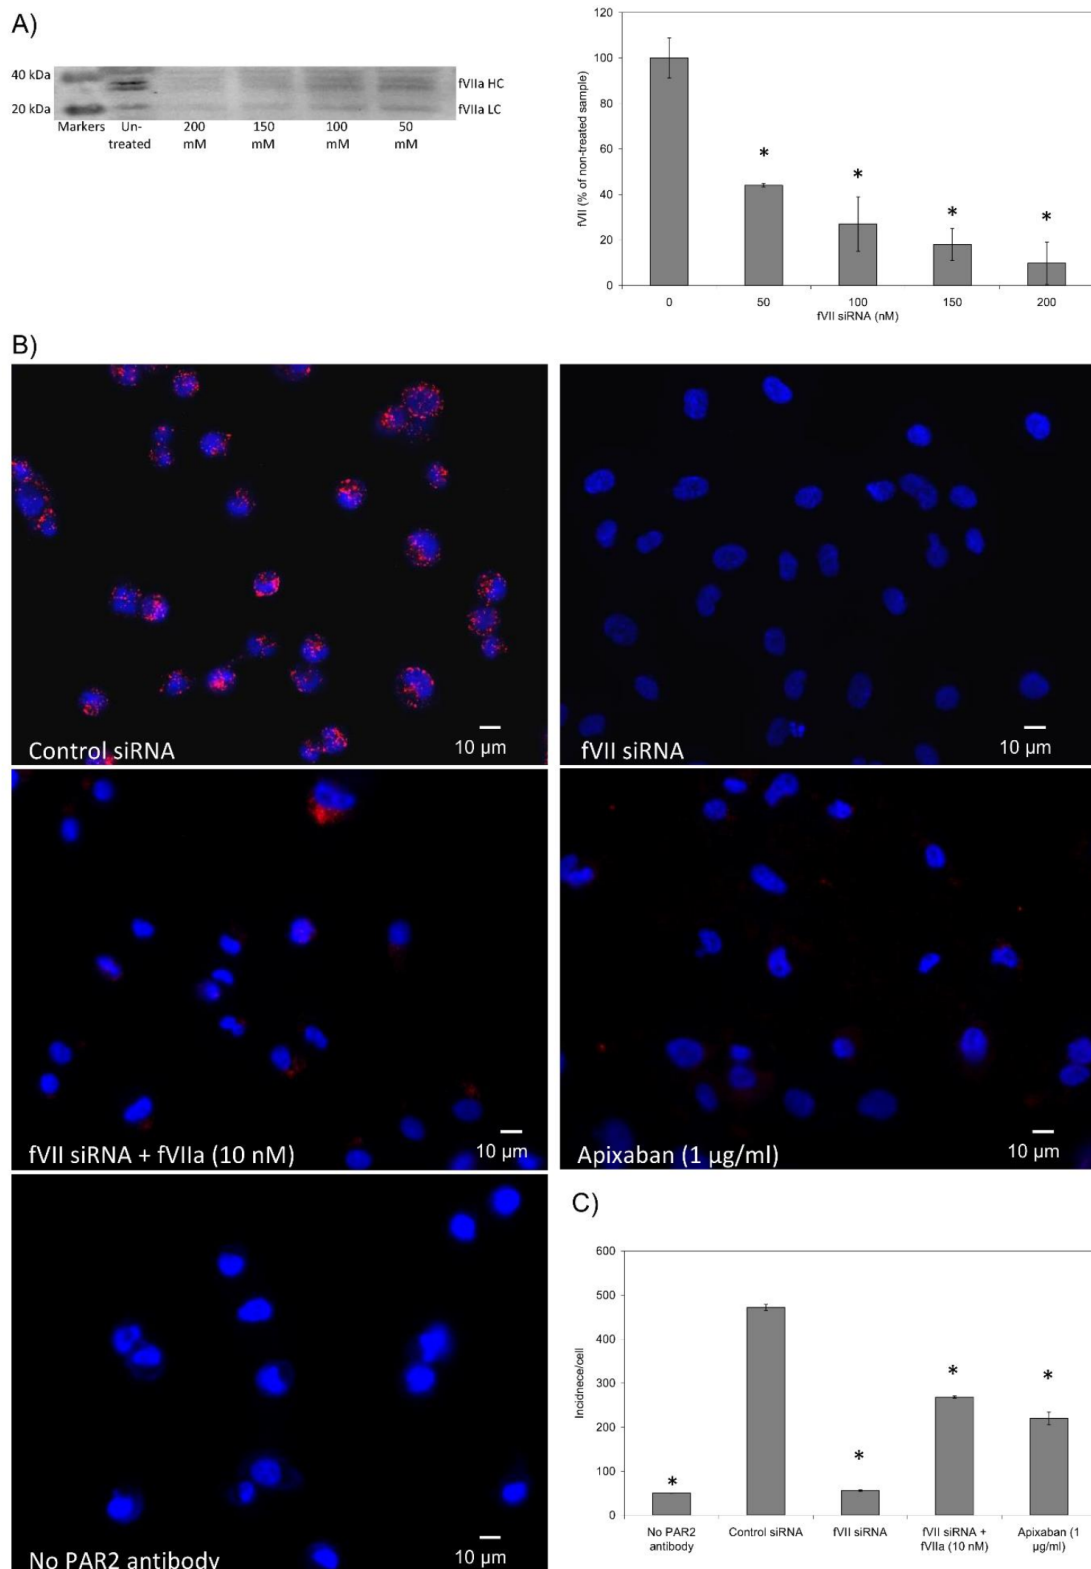 A)
40 kDa
fVIIa HC
20 kDa
fVIIa LC
Markers Un- 200 150 100 50
treated mM mM mM mM
120
100
80
60
40
20
0
fVII (% of non-treated sample)
* * * *
0 50 100 150 200
fVII siRNA (nM)
B)
Control siRNA
10 µm
fVII siRNA
10 µm
fVII siRNA + fVIIa (10 nM)
10 µm
Apixaban (1 µg/ml)
10 µm
No PAR2 antibody
10 µm
C)
600
500
400
300
200
100
0
Incidnece/cell
* * * *
No PAR2 Control siRNA fVII siRNA fVII siRNA + Apixaban (1
antibody fVIIa (10 nM) µg/ml)